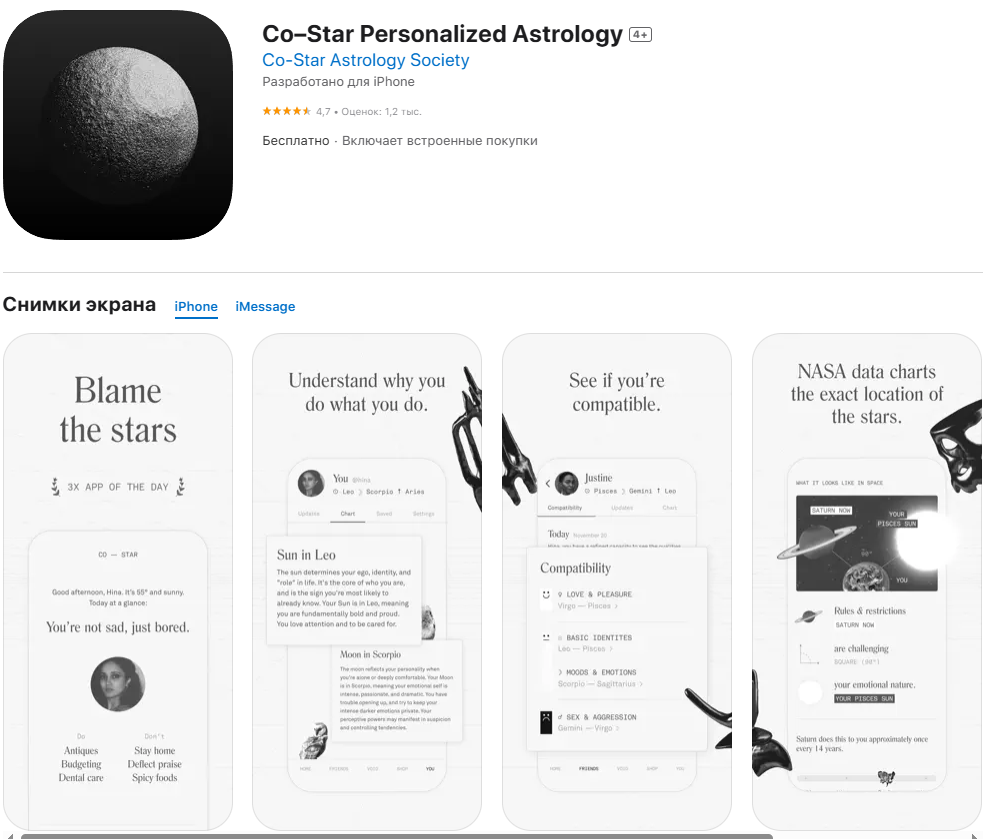 Co–Star Personalized Astrology 4+
Co-Star Astrology Society
Разработано для iPhone
4,7 • Оценок: 1,2 тыс.
Бесплатно · Включает встроенные покупки
Снимки экрана iPhone iMessage
Blame
the stars
3X APP OF THE DAY
CO — STAR
Good afternoon, Hina. It's 55° and sunny.
Today at a glance:
You're not sad, just bored.
Do Don't
Antiques Stay home
Budgeting Deflect praise
Dental care Spicy foods
Understand why you
do what you do.
You @hina
Leo Scorpio Aries
Updates Chart Saved Settings
Sun in Leo
The sun determines your ego, identity, and
"role" in life. It's the core of who you are,
and is the sign you're most likely to
already know. Your Sun is in Leo, meaning
you are fundamentally bold and proud.
You love attention and to be cared for.
Moon in Scorpio
The moon reflects your personality when
you're alone or deeply comfortable. Your Moon
is in Scorpio, meaning your emotional self is
intense, passionate, and dramatic. You have
trouble opening up, and try to keep your
intense darker emotions private. Your
perceptive powers may manifest in suspicion
and controlling tendencies.
HOME FRIENDS VOID SHOP YOU
See if you're
compatible.
Justine
Pisces Gemini Leo
Compatibility Updates Chart
Today November 20
Compatibility
♀ LOVE & PLEASURE
Virgo — Pisces >
BASIC IDENTITES
Leo — Pisces >
MOODS & EMOTIONS
Scorpio — Sagittarius >
♂ SEX & AGGRESSION
Gemini — Virgo >
HOME FRIENDS VOID SHOP YOU
NASA data charts
the exact location of
the stars.
WHAT IT LOOKS LIKE IN SPACE
SATURN NOW
YOUR
PISCES SUN
YOU
Rules & restrictions
SATURN NOW
are challenging
SQUARE (90°)
your emotional nature.
YOUR PISCES SUN
Saturn does this to you approximately once
every 14 years.